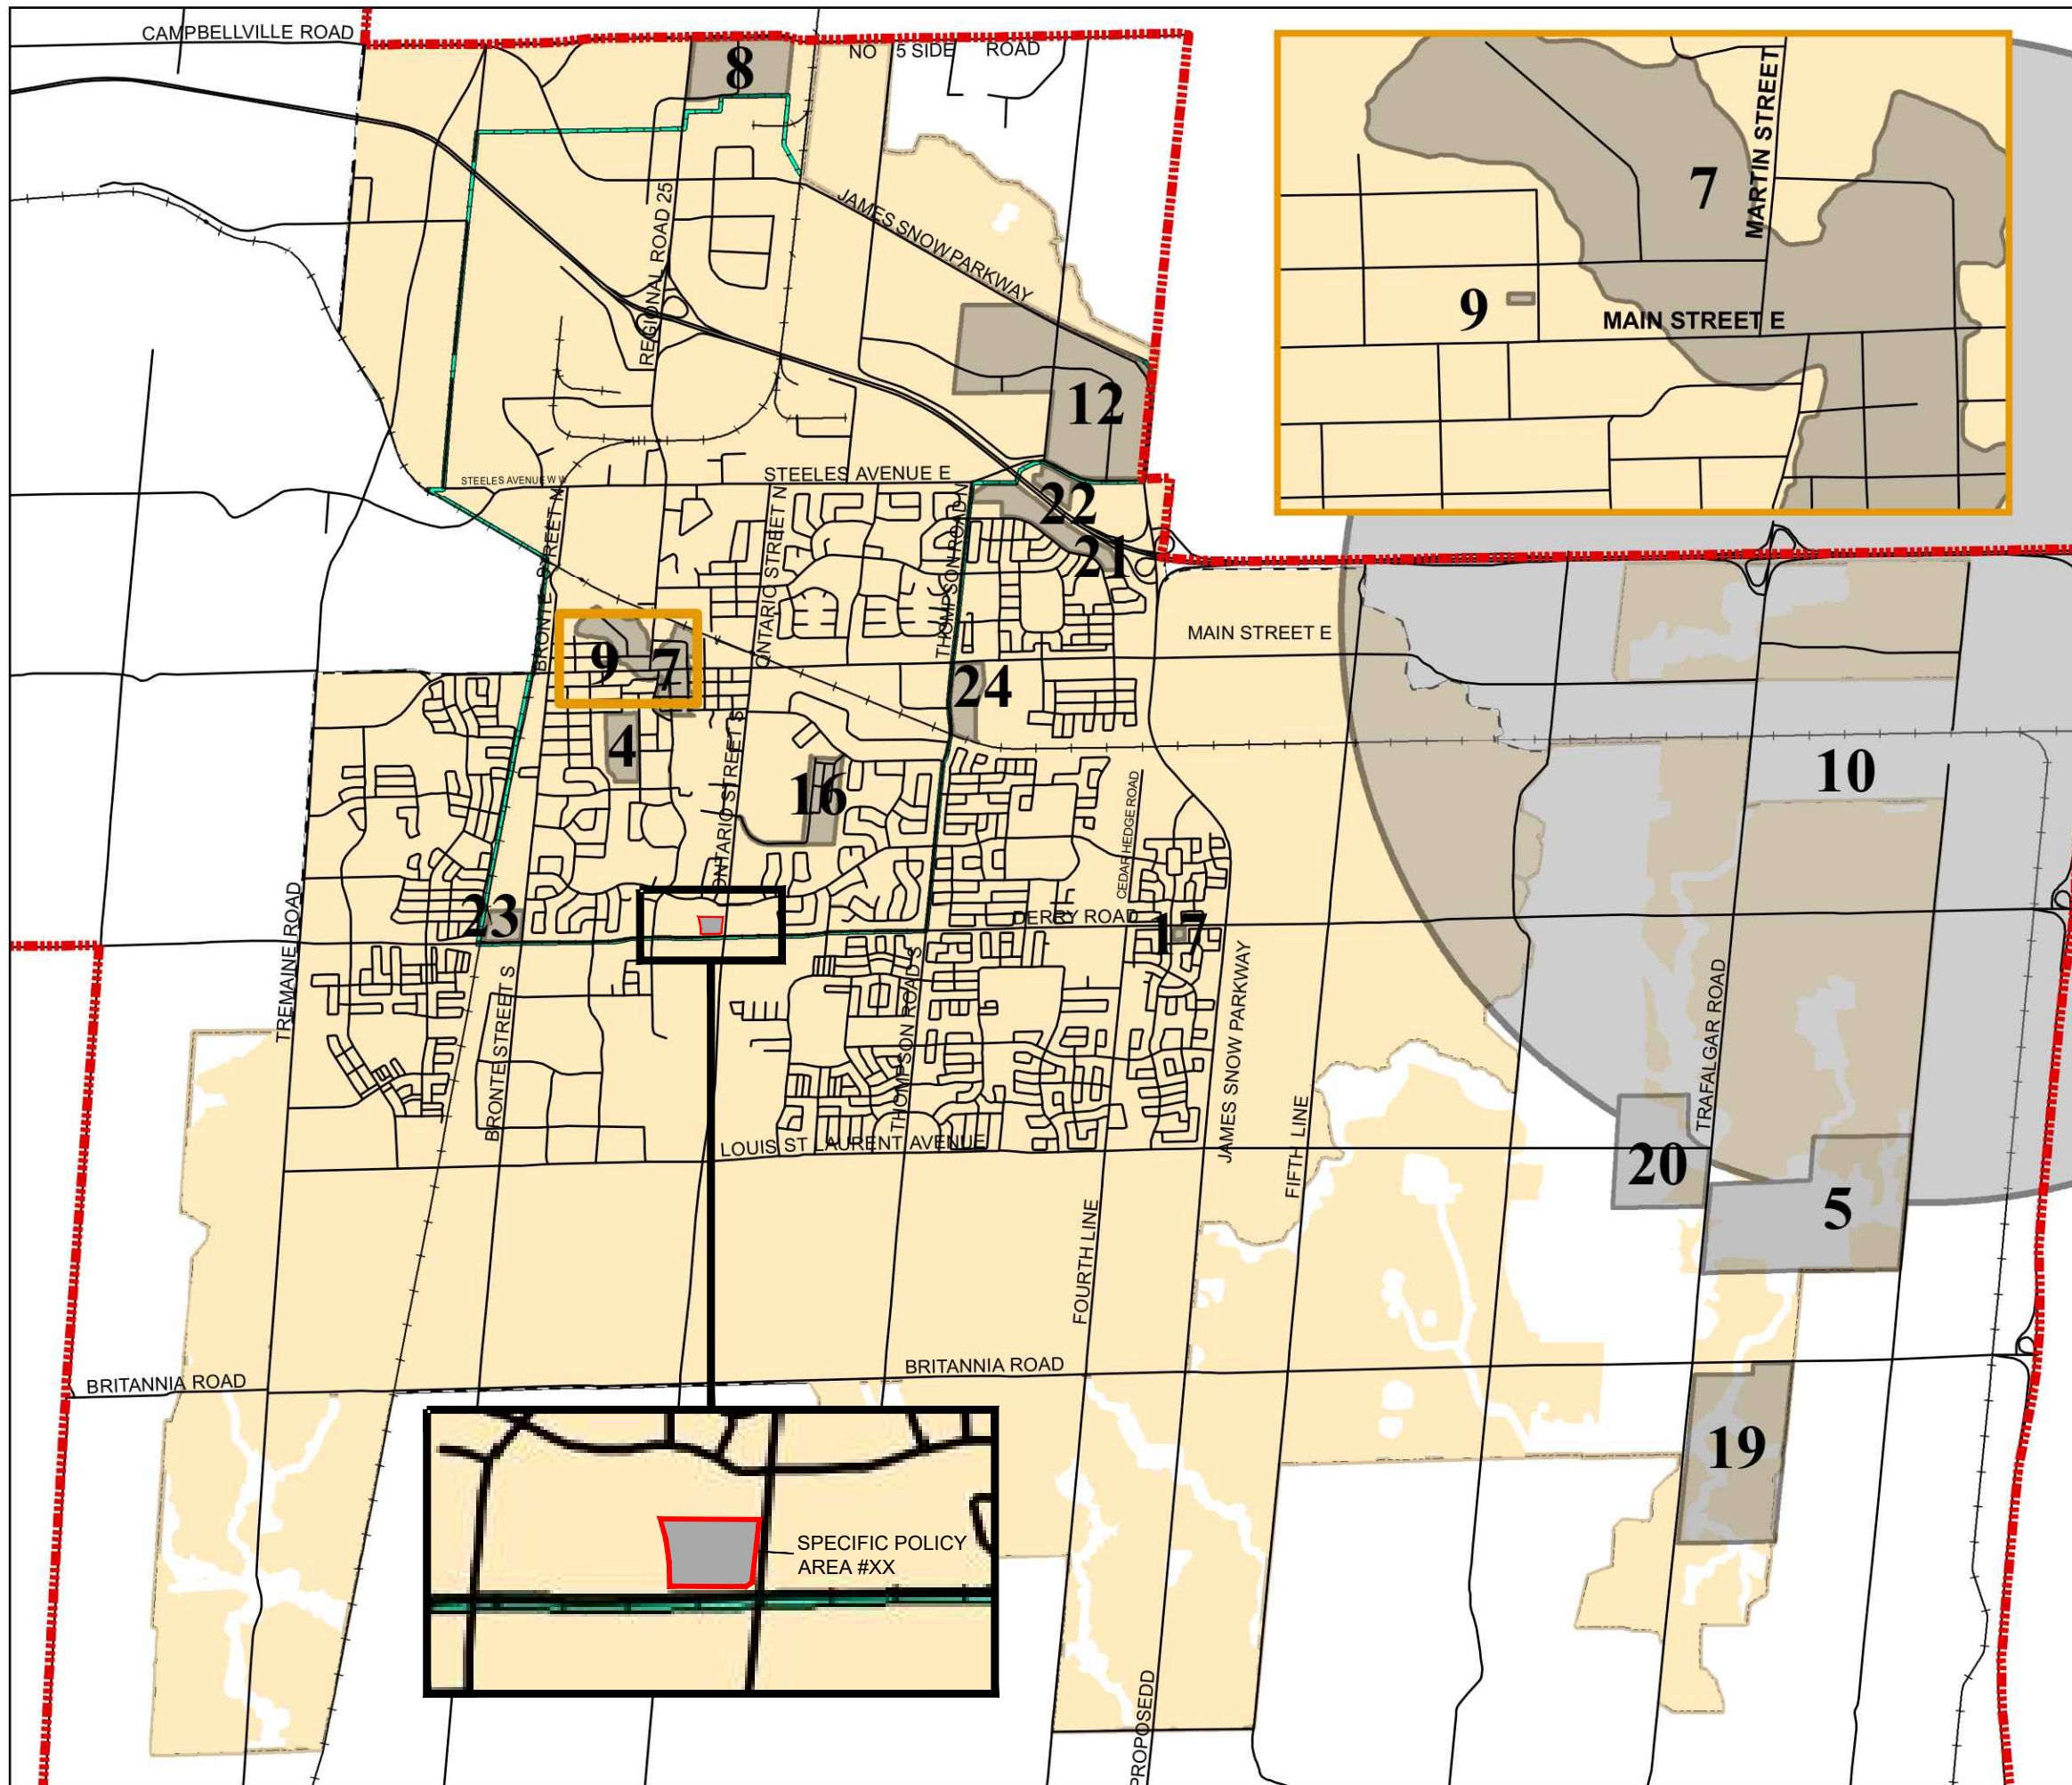 CAMPBELLVILLE ROAD
NO 5 SIDE ROAD
8
MARTIN STREET
7
9
MAIN STREET E
REGIONAL ROAD 25
JAMES SNOW PARKWAY
12
STEELES AVENUE W W
STEELES AVENUE E
22
21
BRONTE STREET N
ONTARIO STREET N
THOMPSON ROAD N
MAIN STREET E
9
7
24
4
16
10
ONTARIO STREET S
CEDAR HEDGE ROAD
23
DERRY ROAD
17
TREMAINE ROAD
BRONTE STREET S
THOMPSON ROAD S
JAMES SNOW PARKWAY
TRAFALGAR ROAD
LOUIS ST LAURENT AVENUE
FIFTH LINE
20
5
FOURTH LINE
BRITANNIA ROAD
BRITANNIA ROAD
19
SPECIFIC POLICY
AREA #XX
PROPOSEDD